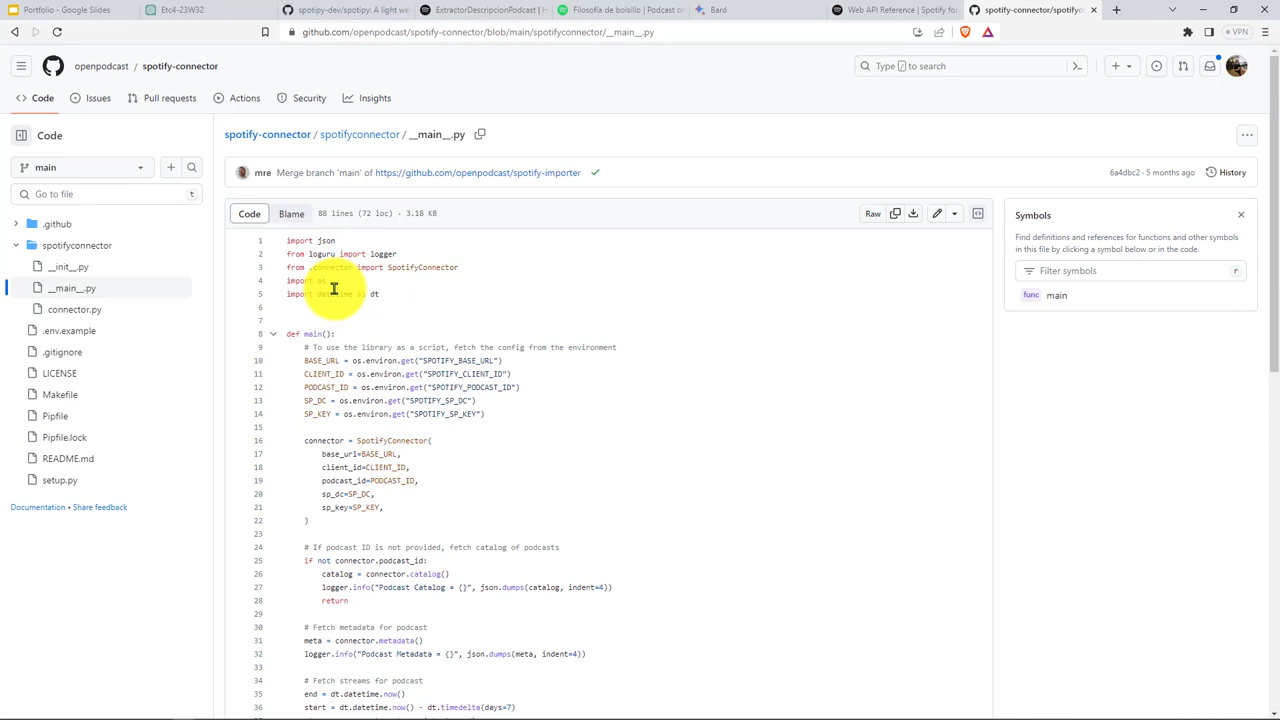 Portfolio - Google Slides
Etc4-23W32
spotipy-dev/spotipy: A light we
ExtractorDescripcionPodcast | H
Filosofía de bolsillo | Podcast on
Bard
Web API Reference | Spotify for
spotify-connector/spotifyc
github.com/openpodcast/spotify-connector/blob/main/spotifyconnector/__main__.py
VPN
openpodcast / spotify-connector
Type / to search
Code
Issues
Pull requests
Actions
Security
Insights
Code
main
Go to file
t
.github
spotifyconnector
__init__.py
__main__.py
connector.py
.env.example
.gitignore
LICENSE
Makefile
Pipfile
Pipfile.lock
README.md
setup.py
Documentation • Share feedback
spotify-connector / spotifyconnector / __main__.py
mre Merge branch 'main' of https://github.com/openpodcast/spotify-importer
6a4dbc2 · 5 months ago
History
Code
Blame
88 lines (72 loc) · 3.18 KB
Raw
1 import json
2 from loguru import logger
3 from .connector import SpotifyConnector
4 import os
5 import datetime as dt
6
7
8 def main():
9 # To use the library as a script, fetch the config from the environment
10 BASE_URL = os.environ.get("SPOTIFY_BASE_URL")
11 CLIENT_ID = os.environ.get("SPOTIFY_CLIENT_ID")
12 PODCAST_ID = os.environ.get("SPOTIFY_PODCAST_ID")
13 SP_DC = os.environ.get("SPOTIFY_SP_DC")
14 SP_KEY = os.environ.get("SPOTIFY_SP_KEY")
15
16 connector = SpotifyConnector(
17 base_url=BASE_URL,
18 client_id=CLIENT_ID,
19 podcast_id=PODCAST_ID,
20 sp_dc=SP_DC,
21 sp_key=SP_KEY,
22 )
23
24 # If podcast ID is not provided, fetch catalog of podcasts
25 if not connector.podcast_id:
26 catalog = connector.catalog()
27 logger.info("Podcast Catalog = {}", json.dumps(catalog, indent=4))
28 return
29
30 # Fetch metadata for podcast
31 meta = connector.metadata()
32 logger.info("Podcast Metadata = {}", json.dumps(meta, indent=4))
33
34 # Fetch streams for podcast
35 end = dt.datetime.now()
36 start = dt.datetime.now() - dt.timedelta(days=7)
Symbols
Find definitions and references for functions and other symbols
in this file by clicking a symbol below or in the code.
Filter symbols
r
func main